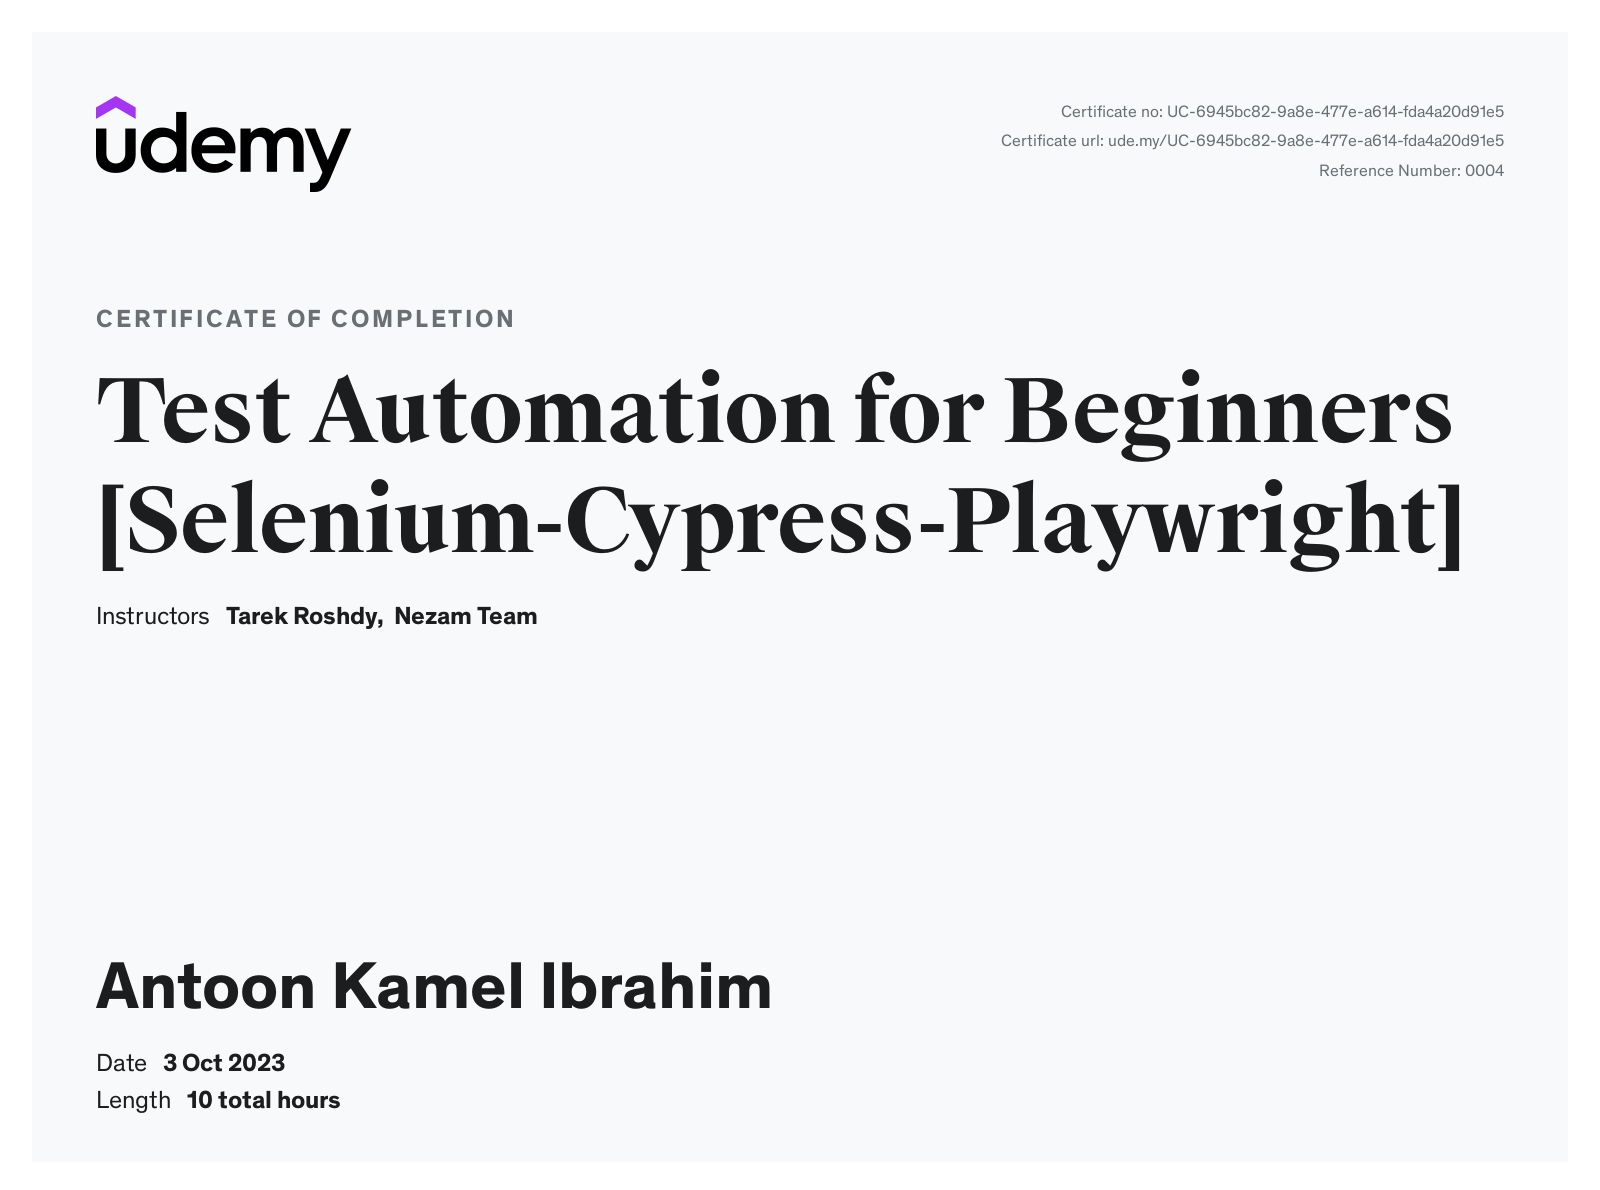 udemy
Certificate no: UC-6945bc82-9a8e-477e-a614-fda4a20d91e5
Certificate url: ude.my/UC-6945bc82-9a8e-477e-a614-fda4a20d91e5
Reference Number: 0004
CERTIFICATE OF COMPLETION
Test Automation for Beginners
[Selenium-Cypress-Playwright]
Instructors Tarek Roshdy, Nezam Team
Antoon Kamel Ibrahim
Date 3 Oct 2023
Length 10 total hours